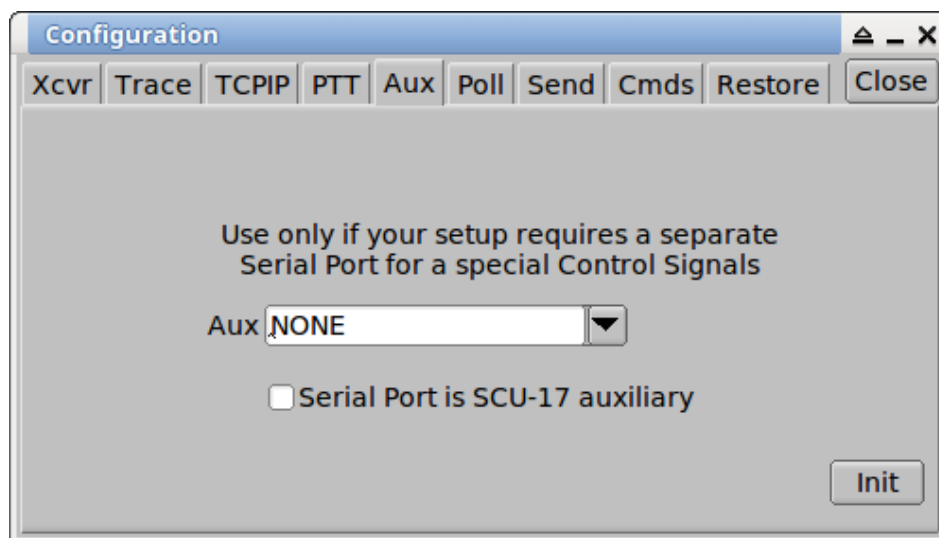 Configuration
Xcvr Trace TCPIP PTT Aux Poll Send Cmds Restore Close
Use only if your setup requires a separate
Serial Port for a special Control Signals
Aux NONE
Serial Port is SCU-17 auxiliary
Init